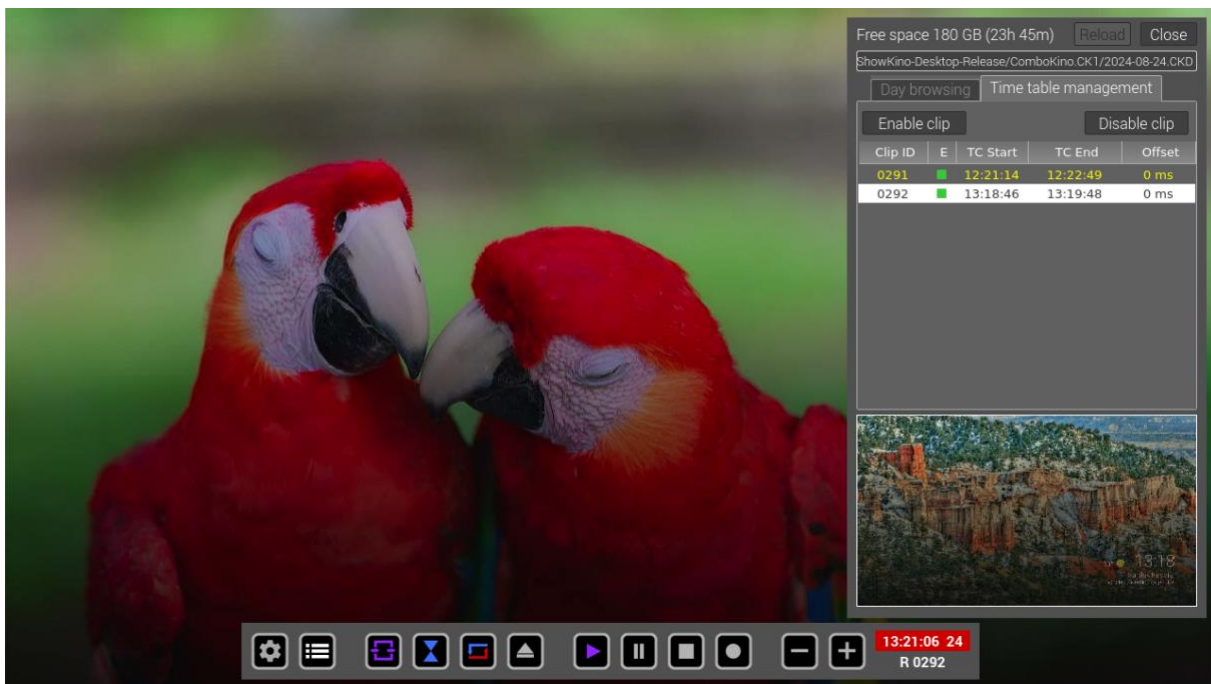 Free space 180 GB (23h 45m) Reload Close
ShowKino-Desktop-Release/ComboKino.CK1/2024-08-24.CKD
Day browsing Time table management
Enable clip Disable clip
Clip ID E TC Start TC End Offset
0291 12:21:14 12:22:49 0 ms
0292 13:18:46 13:19:48 0 ms
13:18
13:21:06 24
R 0292